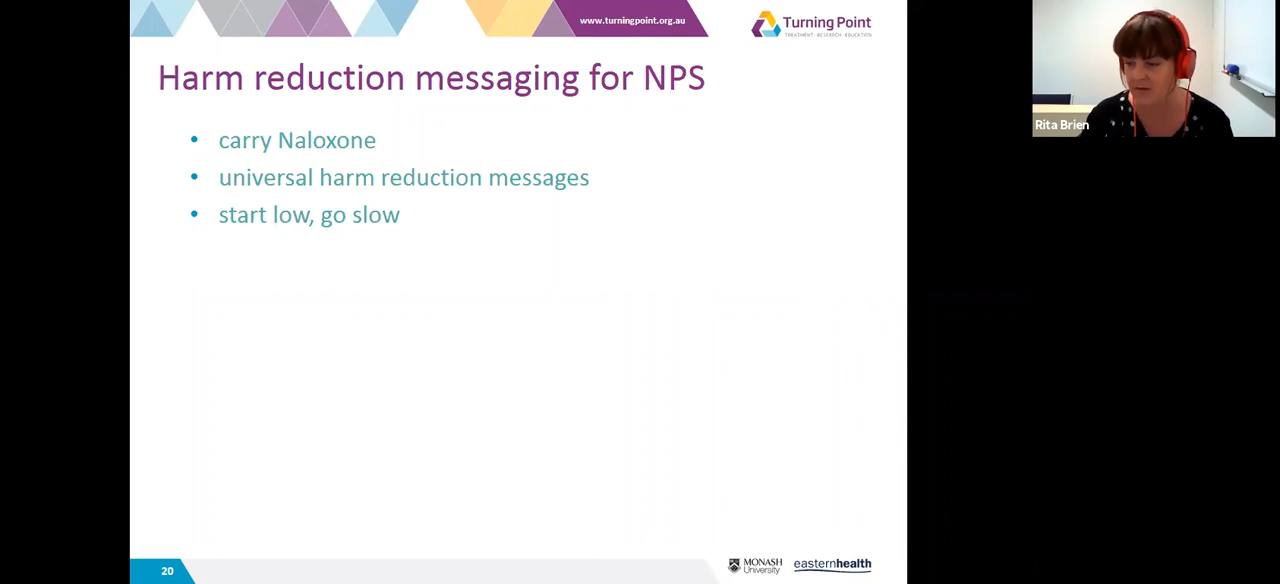 www.turningpoint.org.au
Turning Point
TREATMENT · RESEARCH · EDUCATION
Rita Brien
Harm reduction messaging for NPS
• carry Naloxone
• universal harm reduction messages
• start low, go slow
20
MONASH
University
easternhealth